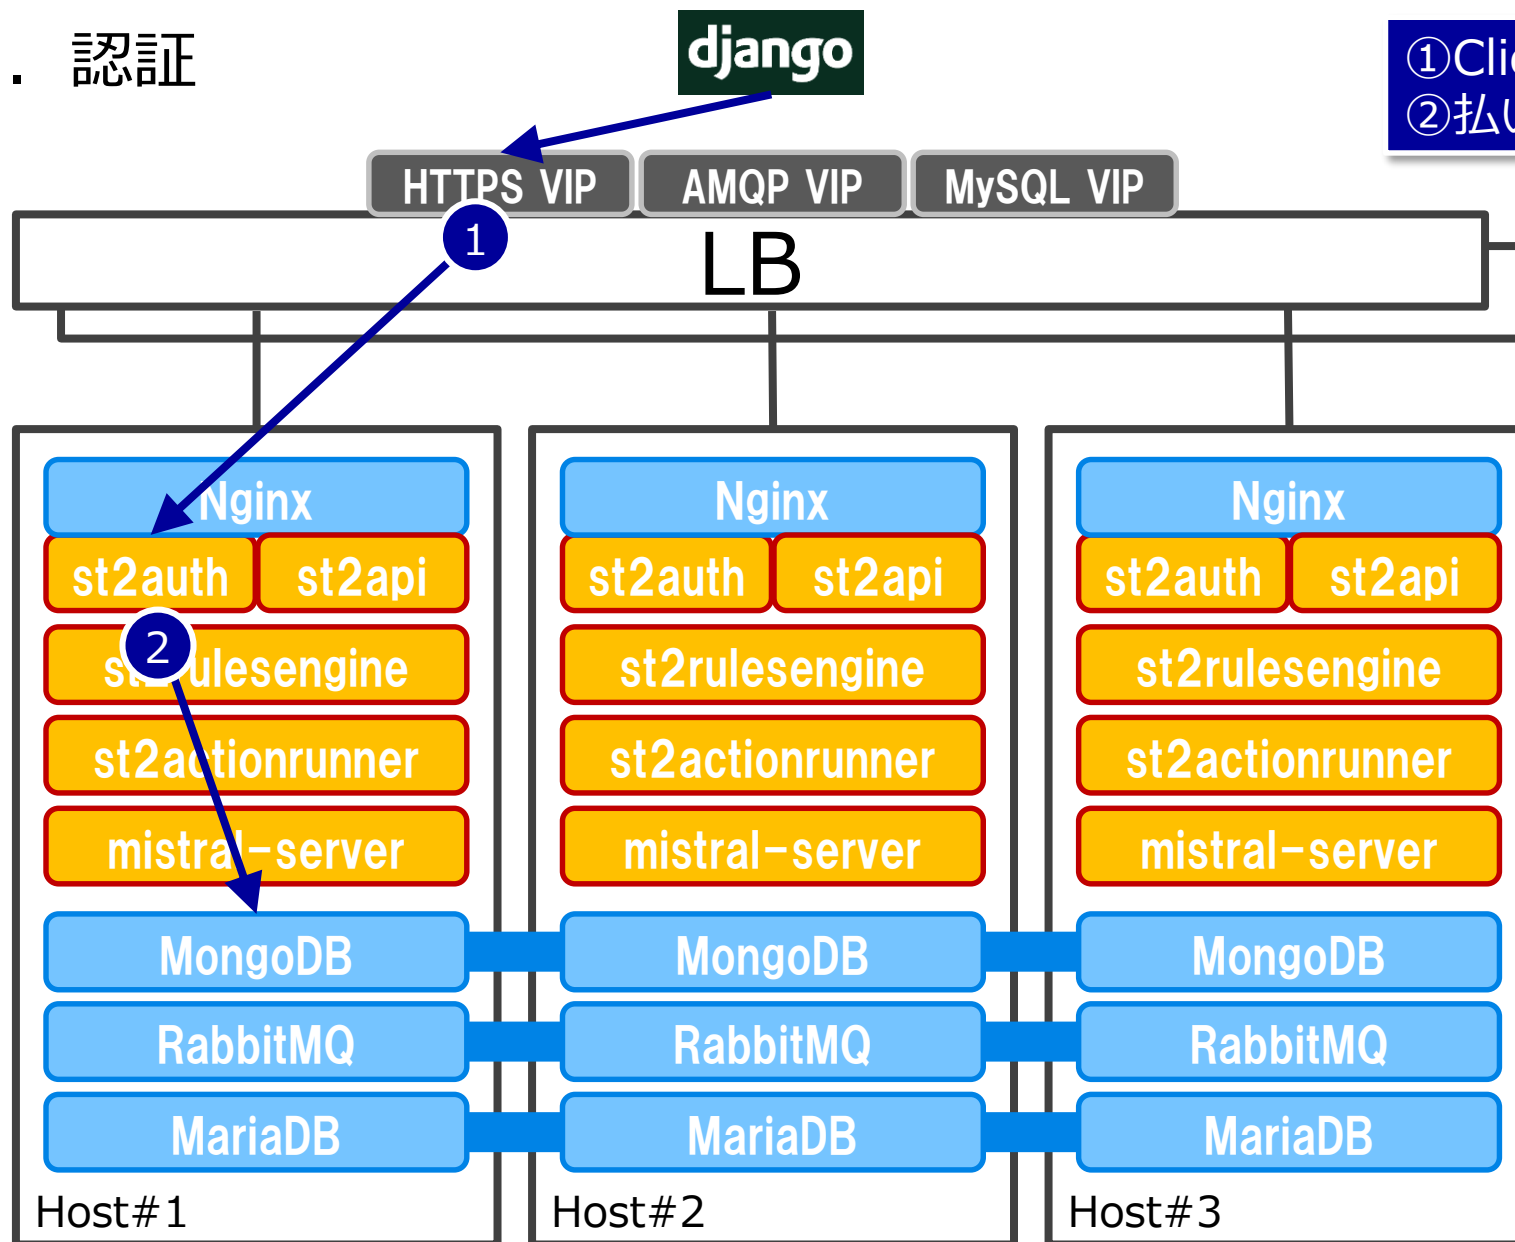 . 認証
django
①Clie
②払い
HTTPS VIP
AMQP VIP
MySQL VIP
1
LB
Nginx
st2auth
st2api
2
st2rulesengine
st2actionrunner
mistral-server
MongoDB
RabbitMQ
MariaDB
Host#1
Nginx
st2auth
st2api
st2rulesengine
st2actionrunner
mistral-server
MongoDB
RabbitMQ
MariaDB
Host#2
Nginx
st2auth
st2api
st2rulesengine
st2actionrunner
mistral-server
MongoDB
RabbitMQ
MariaDB
Host#3